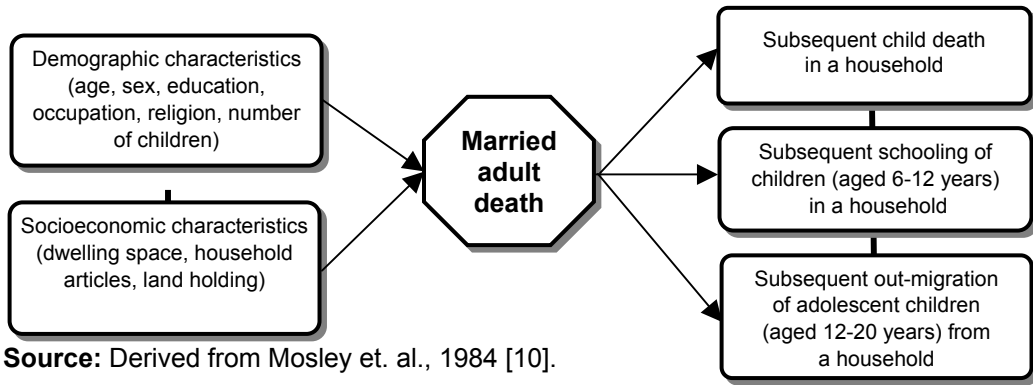 Demographic characteristics
(age, sex, education,
occupation, religion, number
of children)
Socioeconomic characteristics
(dwelling space, household
articles, land holding)
Married
adult
death
Subsequent child death
in a household
Subsequent schooling of
children (aged 6-12 years)
in a household
Subsequent out-migration
of adolescent children
(aged 12-20 years) from
a household
Source: Derived from Mosley et. al., 1984 [10].